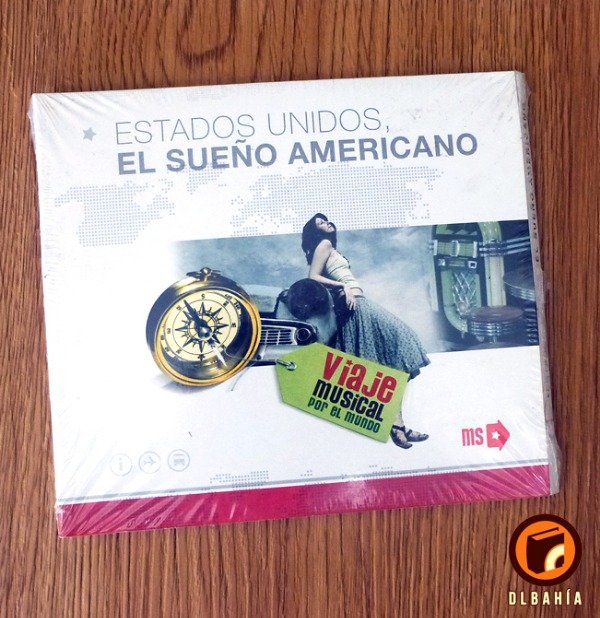 ESTADOS UNIDOS,
EL SUEÑO AMERICANO
Viaje
musical
por el mundo
ms
DLBAHÍA